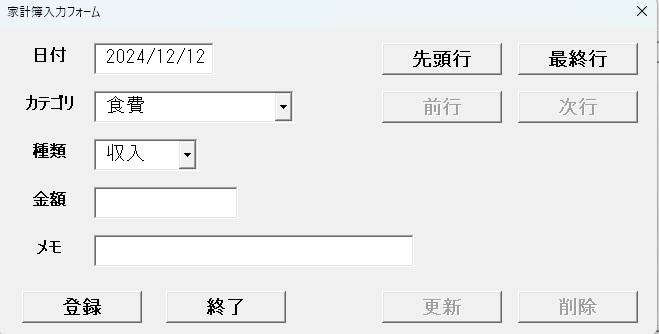 家計簿入力フォーム
日付 2024/12/12 先頭行 最終行
カテゴリ 食費 前行 次行
種類 収入
金額
メモ
登録 終了 更新 削除